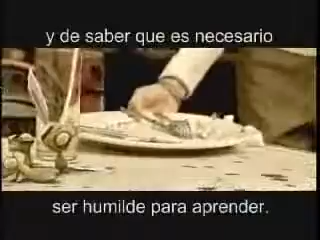 y de saber que es necesario
ser humilde para aprender.